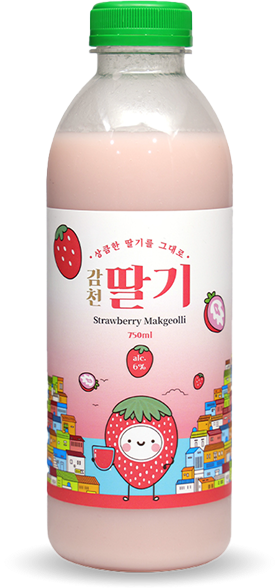 • 상큼한 딸기를 그대로 •
감천
딸기
Strawberry Makgeolli
750ml
alc.
6%